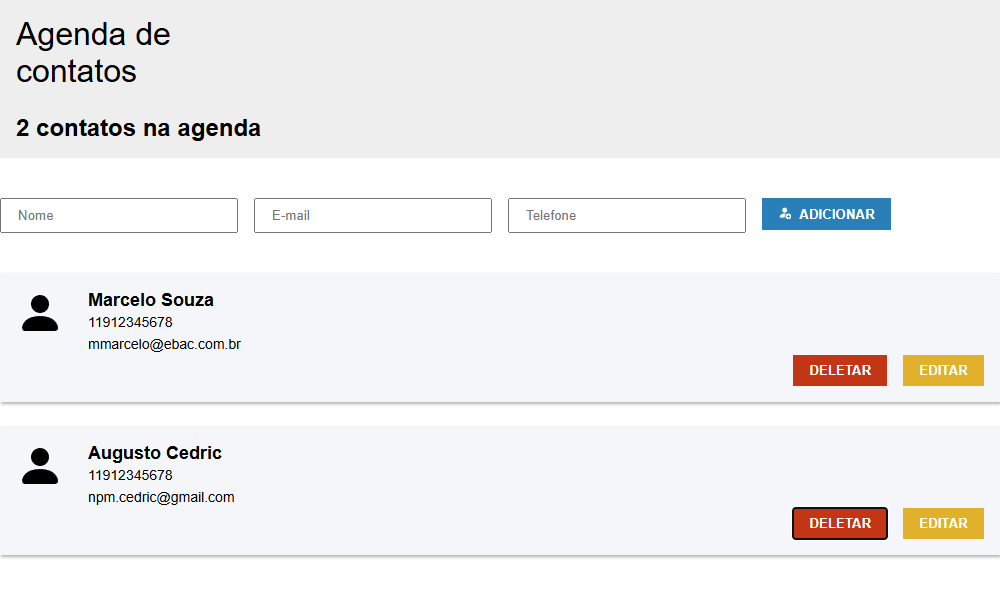 Agenda de
contatos
2 contatos na agenda
Nome
E-mail
Telefone
ADICIONAR
Marcelo Souza
11912345678
mmarcelo@ebac.com.br
DELETAR
EDITAR
Augusto Cedric
11912345678
npm.cedric@gmail.com
DELETAR
EDITAR